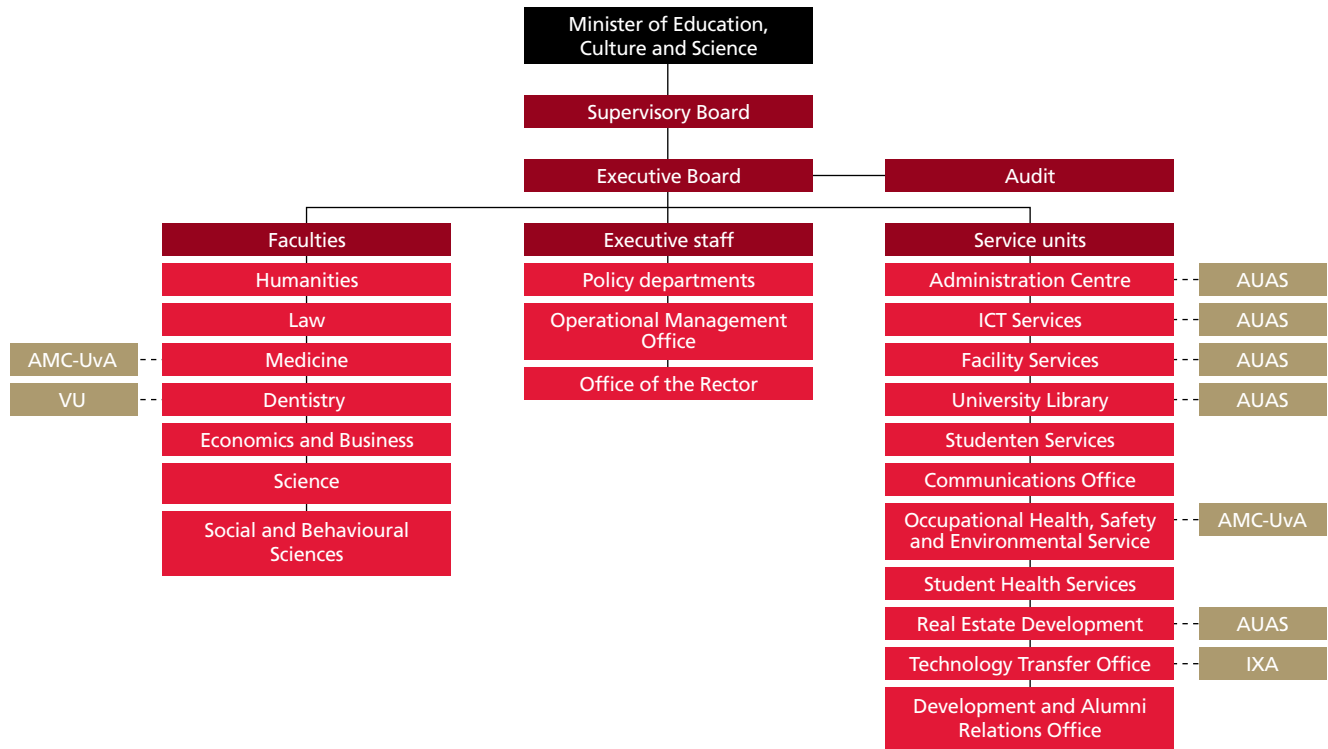 Minister of Education,
Culture and Science
Supervisory Board
Executive Board
Audit
Faculties
Humanities
Law
Medicine
AMC-UvA
Dentistry
VU
Economics and Business
Science
Social and Behavioural
Sciences
Executive staff
Policy departments
Operational Management
Office
Office of the Rector
Service units
Administration Centre
AUAS
ICT Services
AUAS
Facility Services
AUAS
University Library
AUAS
Studenten Services
Communications Office
Occupational Health, Safety
and Environmental Service
AMC-UvA
Student Health Services
Real Estate Development
AUAS
Technology Transfer Office
IXA
Development and Alumni
Relations Office